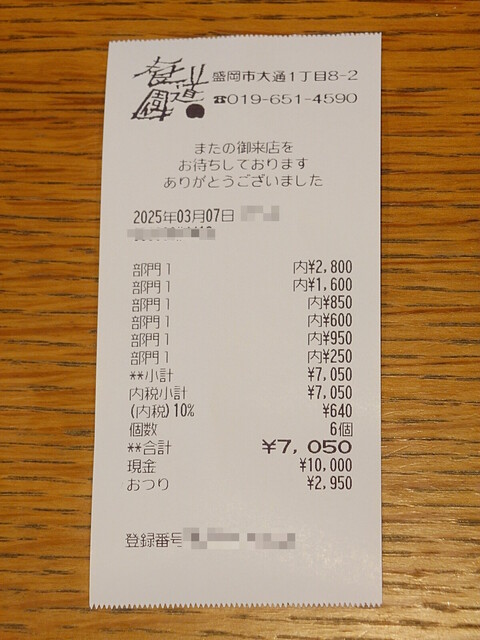 盛岡市大通1丁目8-2
☎019-651-4590
またの御来店を
お待ちしております
ありがとうございました
2025年03月07日
部門1 内¥2,800
部門1 内¥1,600
部門1 内¥850
部門1 内¥600
部門1 内¥950
部門1 内¥250
**小計 ¥7,050
内税小計 ¥7,050
(内税)10% ¥640
個数 6個
**合計 ¥7,050
現金 ¥10,000
おつり ¥2,950
登録番号